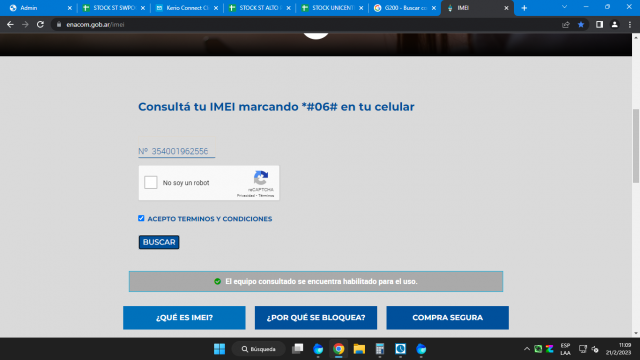 Admin
STOCK ST SWPO
Kerio Connect Cl
STOCK ST ALTO
STOCK UNICENT
G200 - Buscar co
IMEI
enacom.gob.ar/imei
Consultá tu IMEI marcando *#06# en tu celular
Nº 354001962556
No soy un robot
reCAPTCHA
Privacidad - Términos
ACEPTO TERMINOS Y CONDICIONES
BUSCAR
El equipo consultado se encuentra habilitado para el uso.
¿QUÉ ES IMEI?
¿POR QUÉ SE BLOQUEA?
COMPRA SEGURA
Búsqueda
ESP
LAA
11:09
21/2/2023